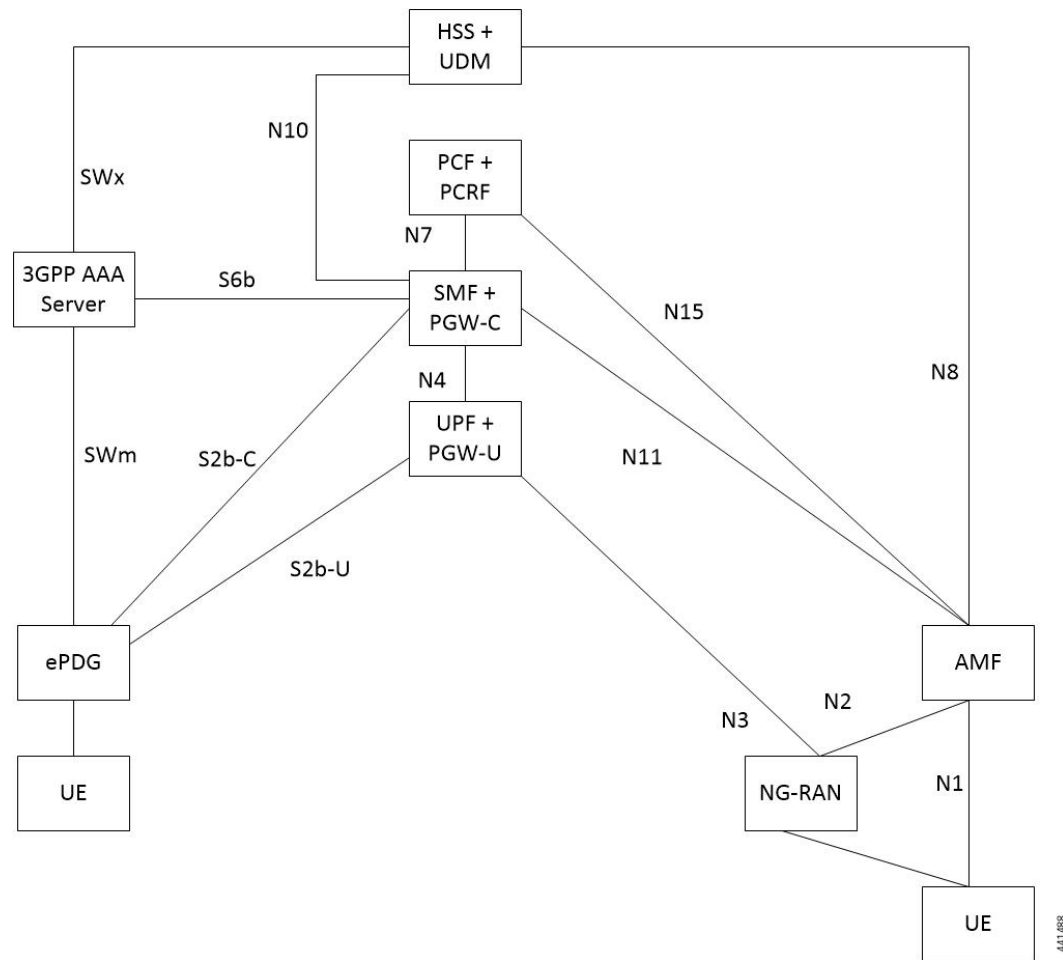 HSS +
UDM
N10
PCF +
PCRF
SWx
N7
3GPP AAA
Server
S6b
SMF +
PGW-C
N15
N8
N4
UPF +
PGW-U
SWm
S2b-C
N11
S2b-U
ePDG
AMF
N2
N3
UE
NG-RAN
N1
UE
441488